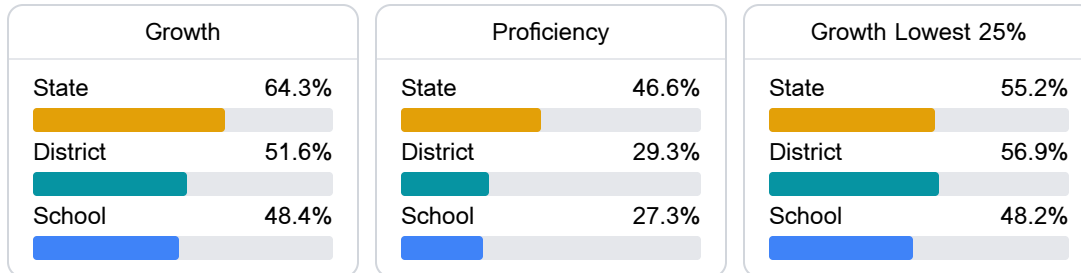 Growth
State 64.3%
District 51.6%
School 48.4%
Proficiency
State 46.6%
District 29.3%
School 27.3%
Growth Lowest 25%
State 55.2%
District 56.9%
School 48.2%